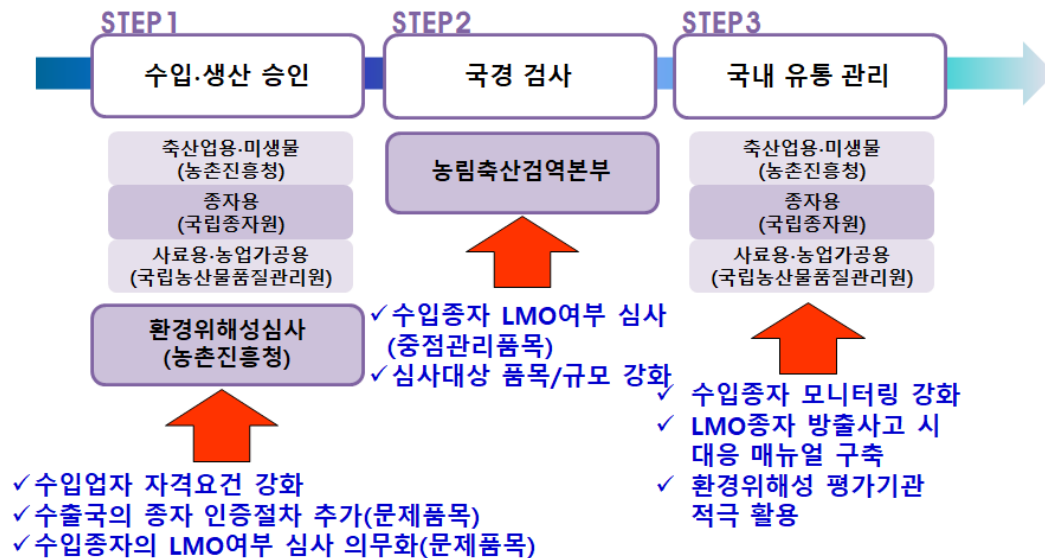 STEP1
수입·생산 승인
축산업용·미생물
(농촌진흥청)
종자용
(국립종자원)
사료용·농업가공용
(국립농산물품질관리원)
환경위해성심사
(농촌진흥청)
✓수입업자 자격요건 강화
✓수출국의 종자 인증절차 추가(문제품목)
✓수입종자의 LMO여부 심사 의무화(문제품목)
STEP2
국경 검사
농림축산검역본부
✓수입종자 LMO여부 심사
(중점관리품목)
✓심사대상 품목/규모 강화
STEP3
국내 유통 관리
축산업용·미생물
(농촌진흥청)
종자용
(국립종자원)
사료용·농업가공용
(국립농산물품질관리원)
✓ 수입종자 모니터링 강화
✓ LMO종자 방출사고 시
대응 매뉴얼 구축
✓ 환경위해성 평가기관
적극 활용